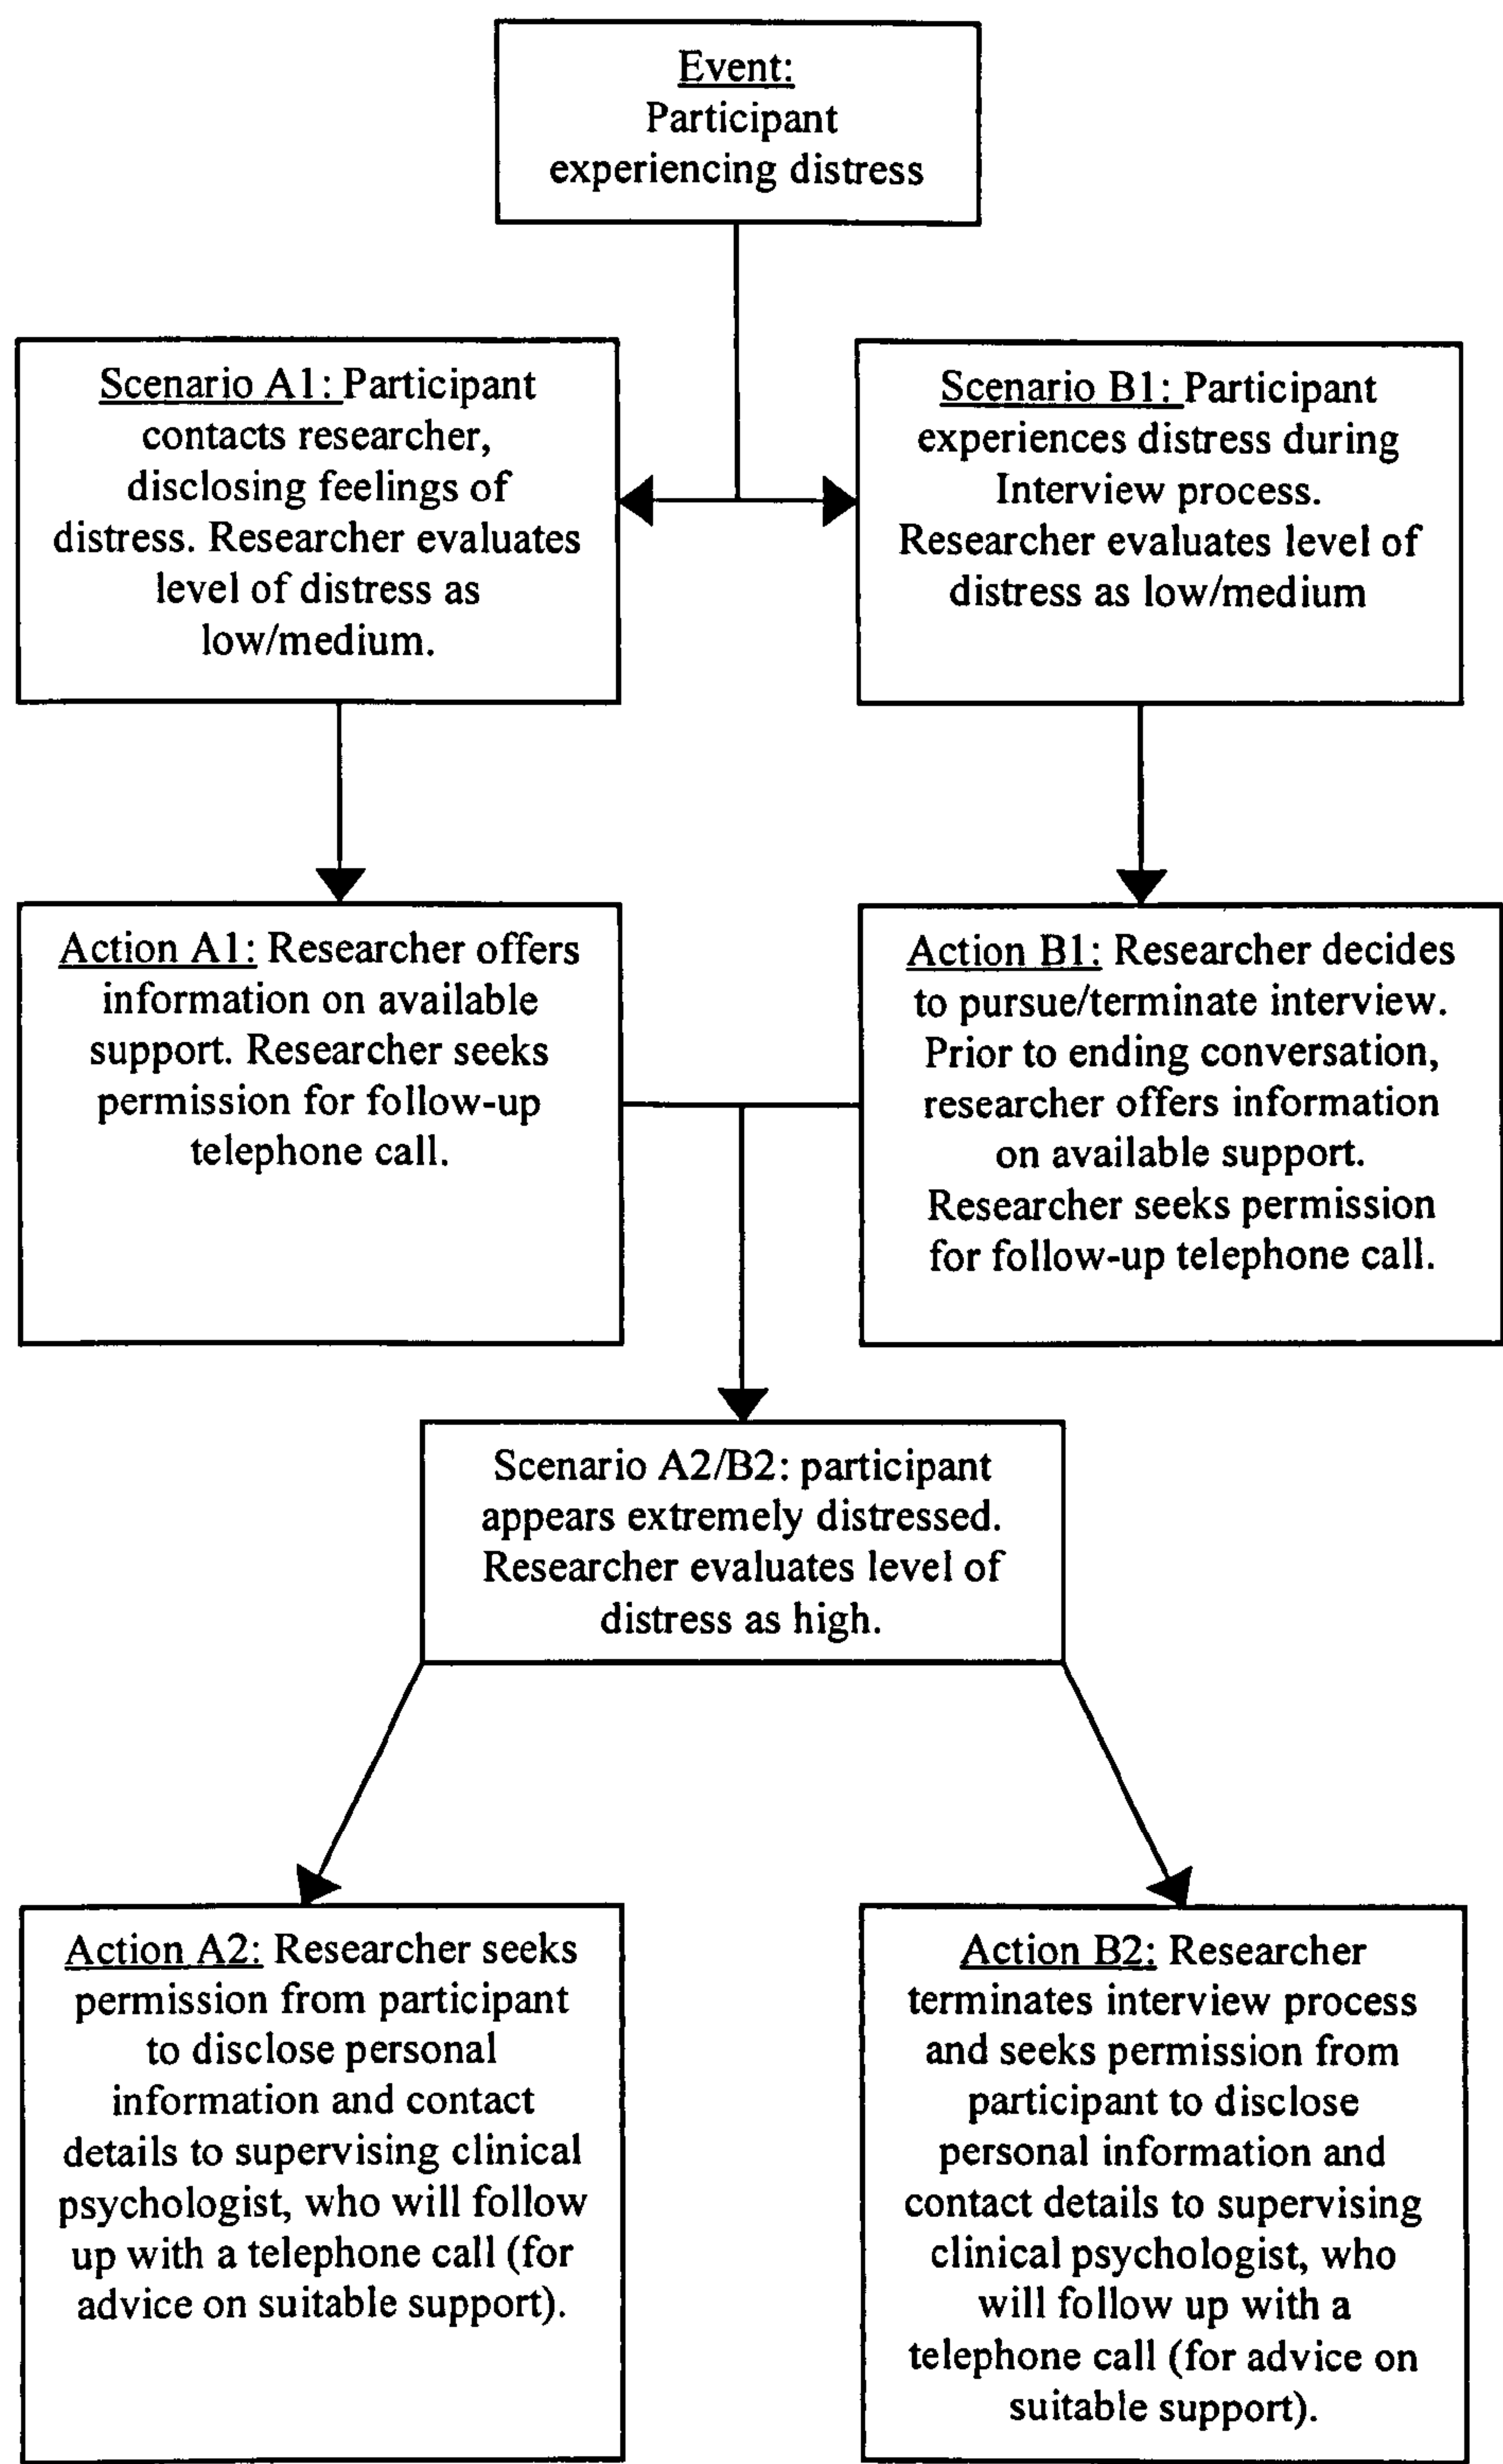 Event:
Participant
experiencing distress
Scenario A1: Participant
contacts researcher,
disclosing feelings of
distress. Researcher evaluates
level of distress as
low/medium.
Scenario B1: Participant
experiences distress during
Interview process.
Researcher evaluates level of
distress as low/medium
Action A1: Researcher offers
information on available
support. Researcher seeks
permission for follow-up
telephone call.
Action B1: Researcher decides
to pursue/terminate interview.
Prior to ending conversation,
researcher offers information
on available support.
Researcher seeks permission
for follow-up telephone call.
Scenario A2/B2: participant
appears extremely distressed.
Researcher evaluates level of
distress as high.
Action A2: Researcher seeks
permission from participant
to disclose personal
information and contact
details to supervising clinical
psychologist, who will follow
up with a telephone call (for
advice on suitable support).
Action B2: Researcher
terminates interview process
and seeks permission from
participant to disclose
personal information and
contact details to supervising
clinical psychologist, who
will follow up with a
telephone call (for advice on
suitable support).